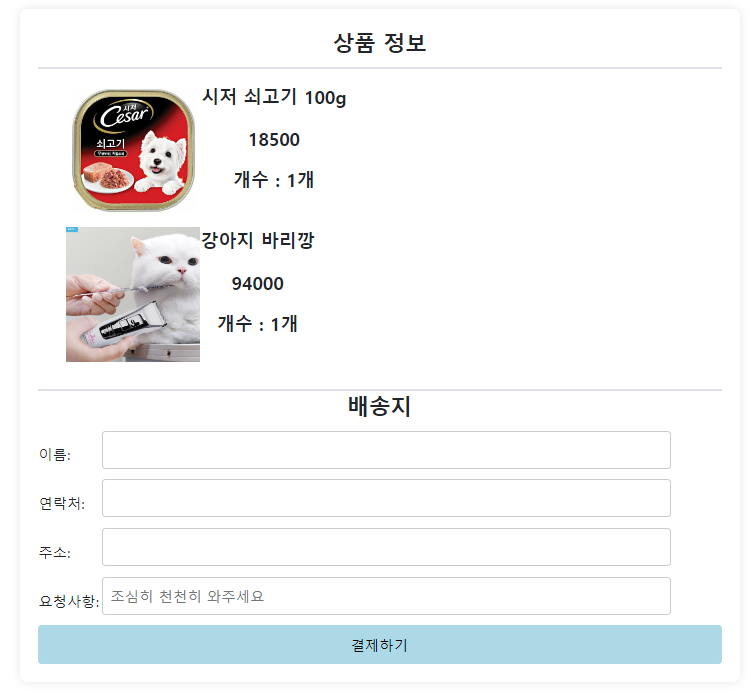 상품 정보
시저
Cesar
쇠고기
시저 쇠고기 100g
18500
개수 : 1개
강아지 바리깡
94000
개수 : 1개
배송지
이름:
연락처:
주소:
요청사항:
조심히 천천히 와주세요
결제하기